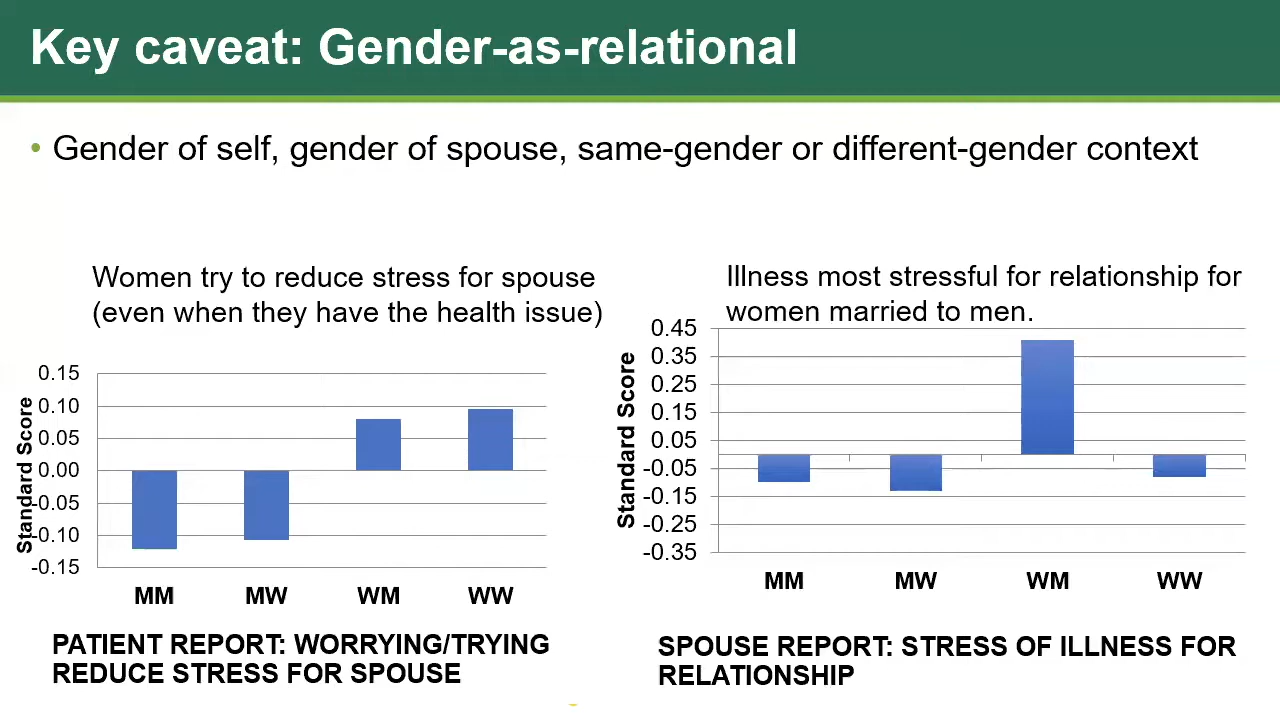 Key caveat: Gender-as-relational
• Gender of self, gender of spouse, same-gender or different-gender context
Women try to reduce stress for spouse
(even when they have the health issue)
Standard Score
0.15
0.10
0.05
0.00
-0.05
-0.10
-0.15
MM MW WM WW
PATIENT REPORT: WORRYING/TRYING
REDUCE STRESS FOR SPOUSE
Illness most stressful for relationship for
women married to men.
Standard Score
0.45
0.35
0.25
0.15
0.05
-0.05
-0.15
-0.25
-0.35
MM MW WM WW
SPOUSE REPORT: STRESS OF ILLNESS FOR
RELATIONSHIP